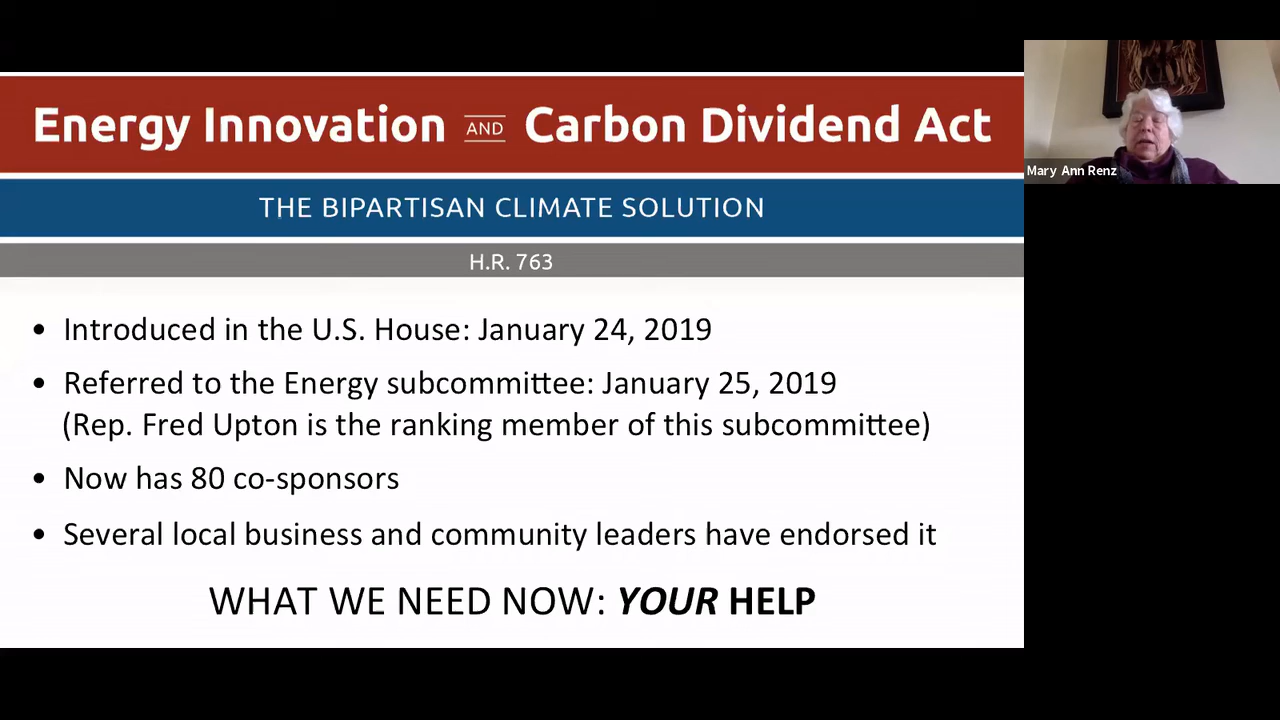 Energy Innovation AND Carbon Dividend Act
THE BIPARTISAN CLIMATE SOLUTION
H.R. 763
• Introduced in the U.S. House: January 24, 2019
• Referred to the Energy subcommittee: January 25, 2019
(Rep. Fred Upton is the ranking member of this subcommittee)
• Now has 80 co-sponsors
• Several local business and community leaders have endorsed it
WHAT WE NEED NOW: YOUR HELP
Mary Ann Renz